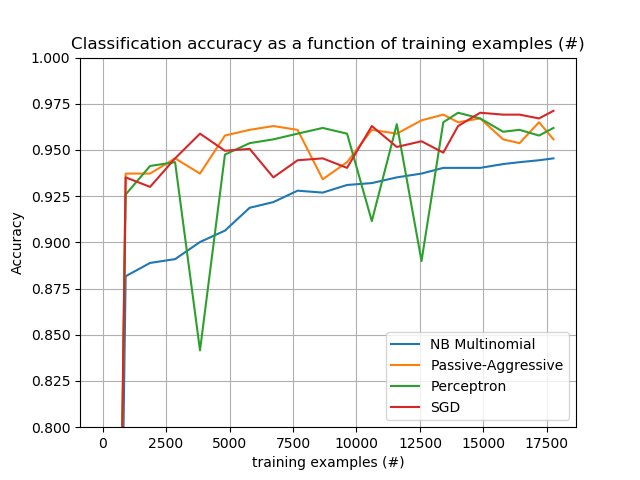 Classification accuracy as a function of training examples (#)
1.000
0.975
0.950
0.925
0.900
0.875
0.850
0.825
0.800
Accuracy
NB Multinomial
Passive-Aggressive
Perceptron
SGD
0 2500 5000 7500 10000 12500 15000 17500
training examples (#)